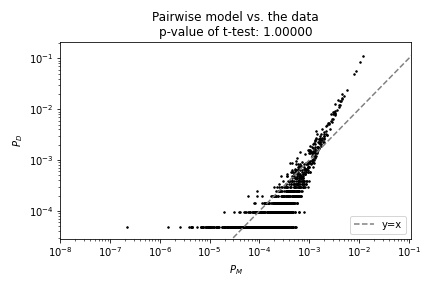 Pairwise model vs. the data
p-value of t-test: 1.00000
10⁻¹
10⁻²
10⁻³
10⁻⁴
P_D
y=x
10⁻⁸ 10⁻⁷ 10⁻⁶ 10⁻⁵ 10⁻⁴ 10⁻³ 10⁻² 10⁻¹
P_M